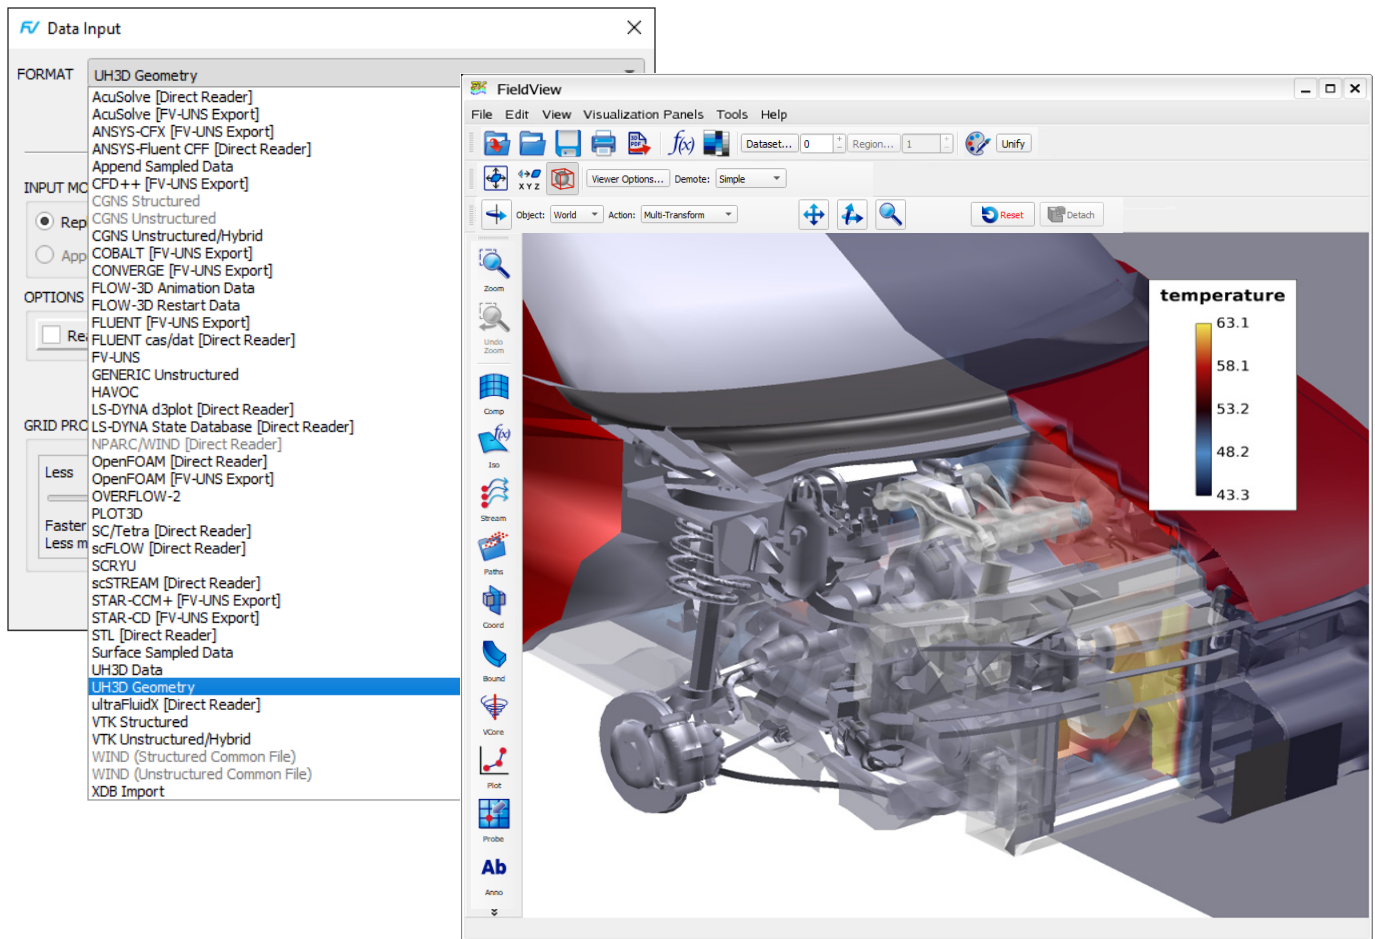 FV Data Input
FORMAT
UH3D Geometry
AcuSolve [Direct Reader]
AcuSolve [FV-UNS Export]
ANSYS-CFX [FV-UNS Export]
ANSYS-Fluent CFF [Direct Reader]
Append Sampled Data
CFD++ [FV-UNS Export]
CGNS Structured
CGNS Unstructured
CGNS Unstructured/Hybrid
COBALT [FV-UNS Export]
CONVERGE [FV-UNS Export]
FLOW-3D Animation Data
FLOW-3D Restart Data
FLUENT [FV-UNS Export]
FLUENT cas/dat [Direct Reader]
FV-UNS
GENERIC Unstructured
HAVOC
LS-DYNA d3plot [Direct Reader]
LS-DYNA State Database [Direct Reader]
NPARC/WIND [Direct Reader]
OpenFOAM [Direct Reader]
OpenFOAM [FV-UNS Export]
OVERFLOW-2
PLOT3D
SC/Tetra [Direct Reader]
scFLOW [Direct Reader]
SCRYU
scSTREAM [Direct Reader]
STAR-CCM+ [FV-UNS Export]
STAR-CD [FV-UNS Export]
STL [Direct Reader]
Surface Sampled Data
UH3D Data
UH3D Geometry
ultraFluidX [Direct Reader]
VTK Structured
VTK Unstructured/Hybrid
WIND (Structured Common File)
WIND (Unstructured Common File)
XDB Import
INPUT MO
Rep
App
OPTIONS
Rea
GRID PRO
Less
Faster
Less m
FieldView
File Edit View Visualization Panels Tools Help
3D PDF f(x) Dataset... 0 Region... 1 Unify
X Y Z Viewer Options... Demote: Simple
Object: World Action: Multi-Transform Reset Detach
Zoom
Undo
Zoom
Comp
f(x)
Iso
Stream
Paths
Coord
Bound
VCore
Plot
Probe
Ab
Anno
temperature
63.1
58.1
53.2
48.2
43.3